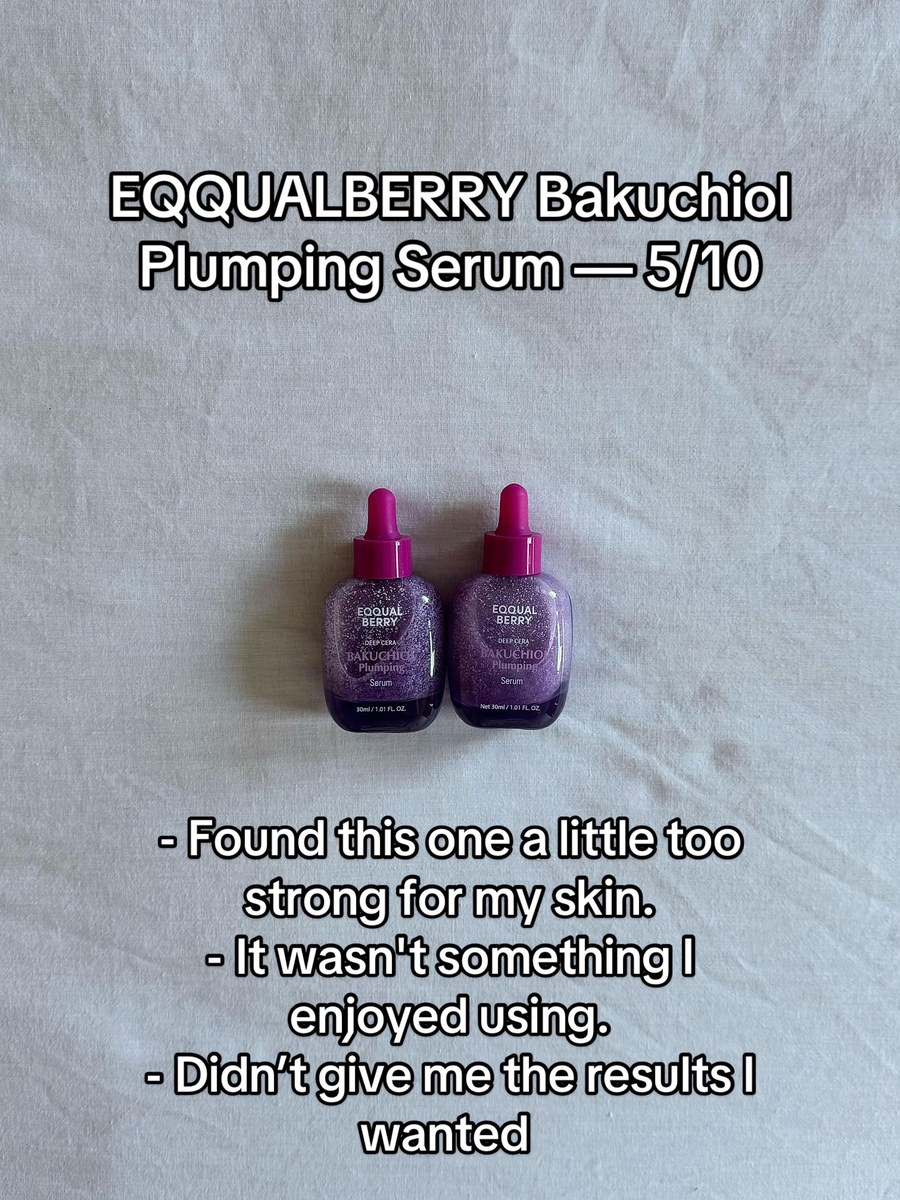 EQQUALBERRY Bakuchiol
Plumping Serum — 5/10
EQQUAL
BERRY
DEEP CERA
BAKUCHIOL
Plumping
Serum
30ml / 1.01 FL. OZ.
EQQUAL
BERRY
DEEP CERA
BAKUCHIOL
Plumping
Serum
Net 30ml / 1.01 FL. OZ.
- Found this one a little too
strong for my skin.
- It wasn't something I
enjoyed using.
- Didn’t give me the results I
wanted